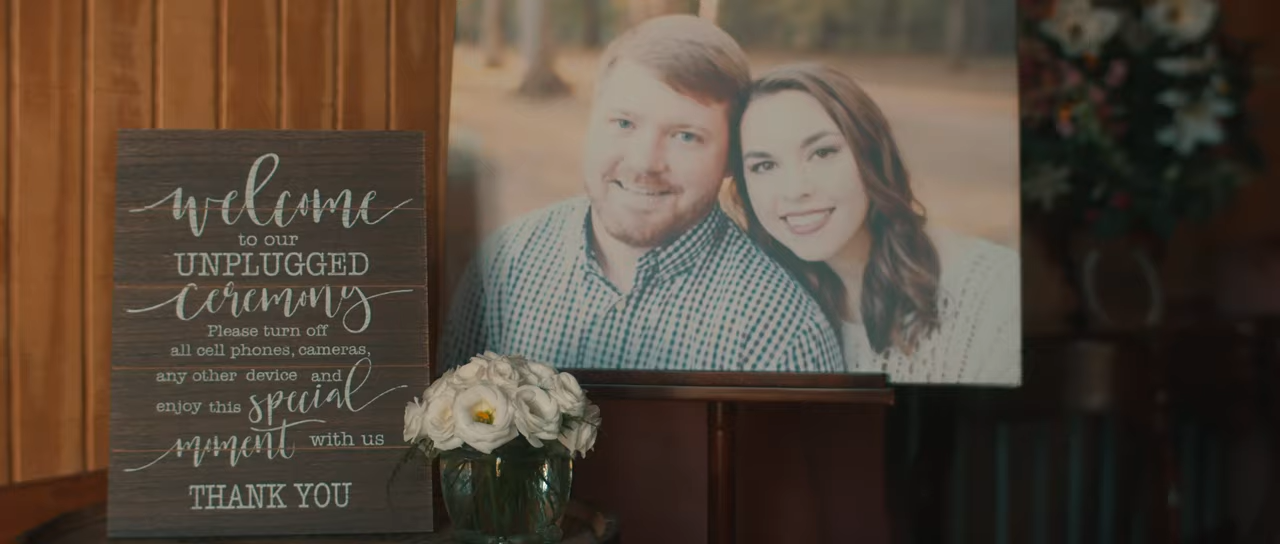 welcome
to our
UNPLUGGED
ceremony
Please turn off
all cell phones, cameras,
any other device and
enjoy this special
moment with us
THANK YOU